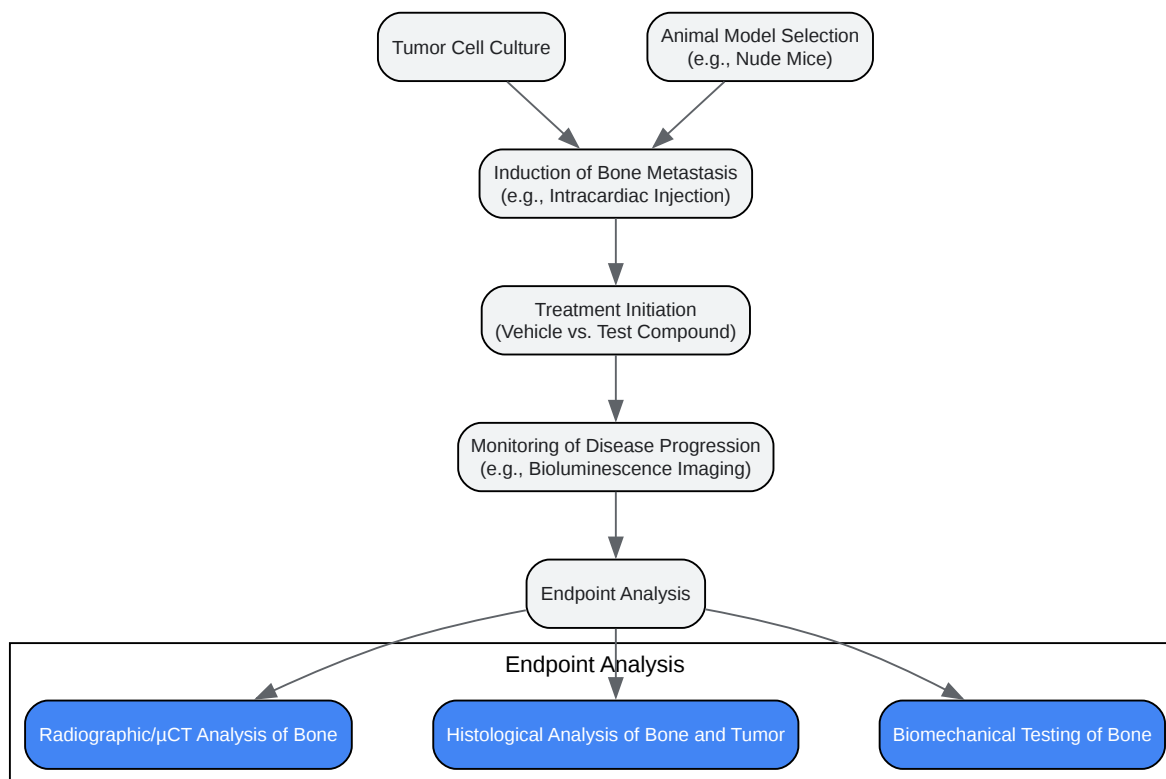 Tumor Cell Culture
Animal Model Selection
(e.g., Nude Mice)
Induction of Bone Metastasis
(e.g., Intracardiac Injection)
Treatment Initiation
(Vehicle vs. Test Compound)
Monitoring of Disease Progression
(e.g., Bioluminescence Imaging)
Endpoint Analysis
Endpoint Analysis
Radiographic/µCT Analysis of Bone
Histological Analysis of Bone and Tumor
Biomechanical Testing of Bone